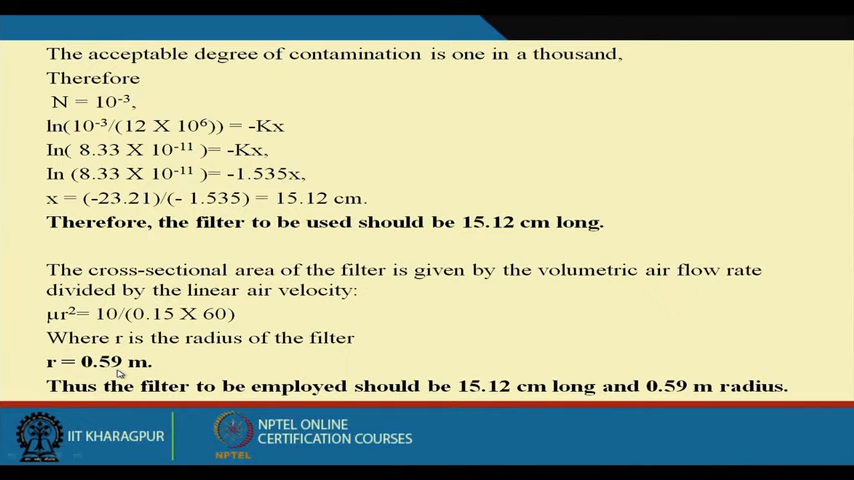 The acceptable degree of contamination is one in a thousand,
Therefore
N = 10⁻³,
ln(10⁻³/(12 X 10⁶)) = -Kx
In( 8.33 X 10⁻¹¹ )= -Kx,
In (8.33 X 10⁻¹¹ )= -1.535x,
x = (-23.21)/(- 1.535) = 15.12 cm.
Therefore, the filter to be used should be 15.12 cm long.
The cross-sectional area of the filter is given by the volumetric air flow rate
divided by the linear air velocity:
µr²= 10/(0.15 X 60)
Where r is the radius of the filter
r = 0.59 m.
Thus the filter to be employed should be 15.12 cm long and 0.59 m radius.
IIT KHARAGPUR
NPTEL
NPTEL ONLINE
CERTIFICATION COURSES